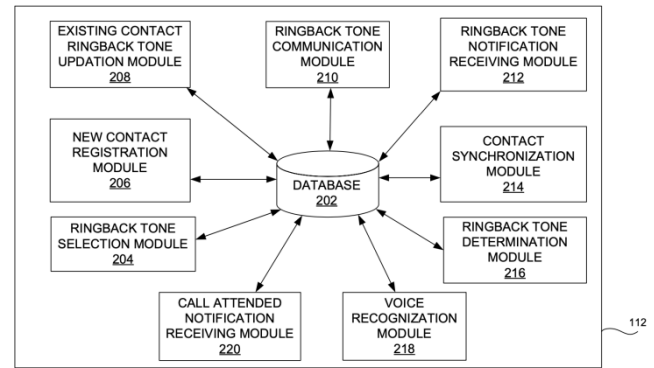 EXISTING CONTACT
RINGBACK TONE
UPDATION MODULE
208
RINGBACK TONE
COMMUNICATION
MODULE
210
RINGBACK TONE
NOTIFICATION
RECEIVING MODULE
212
NEW CONTACT
REGISTRATION
MODULE
206
DATABASE
202
CONTACT
SYNCHRONIZATION
MODULE
214
RINGBACK TONE
SELECTION MODULE
204
RINGBACK TONE
DETERMINATION
MODULE
216
CALL ATTENDED
NOTIFICATION
RECEIVING MODULE
220
VOICE
RECOGNIZATION
MODULE
218
112